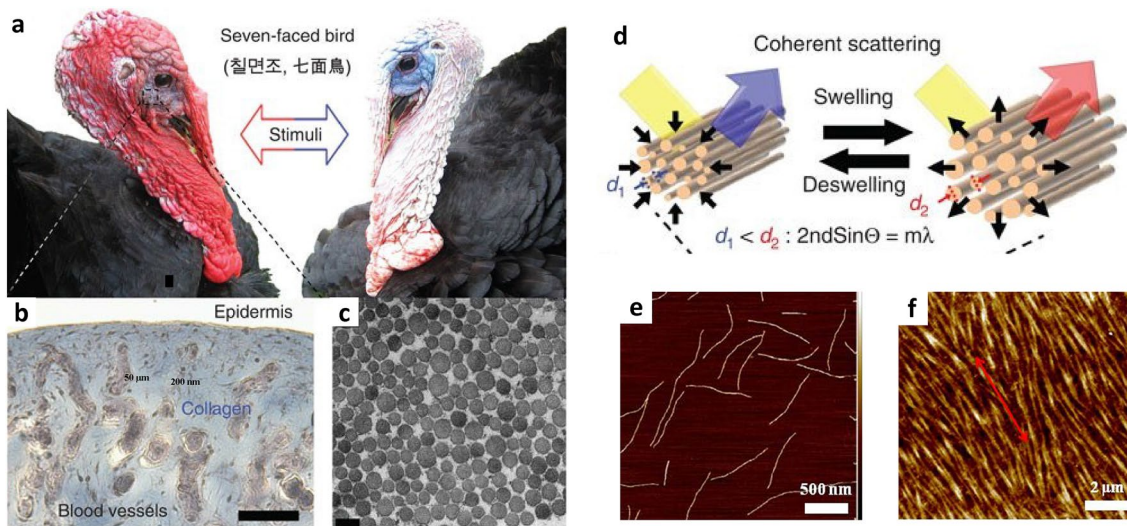 a
Seven-faced bird
(칠면조, 七面鳥)
Stimuli
b
Epidermis
50 µm
200 nm
Collagen
Blood vessels
c
d
Coherent scattering
Swelling
Deswelling
d1
d2
d1 < d2 : 2ndSinΘ = mλ
e
500 nm
f
2 µm